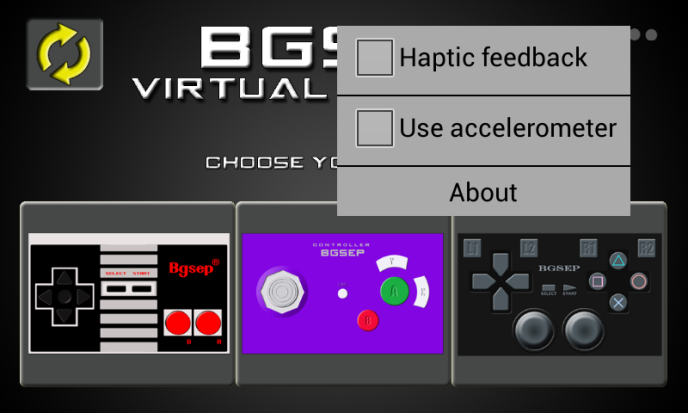 BGS
Haptic feedback
VIRTUAL
Use accelerometer
CHOOSE YO
About
SELECT START
Bgsep®
B A
CONTROLLER
BGSEP
Y
X
A
B
L1 L2 R1 R2
BGSEP
SELECT START